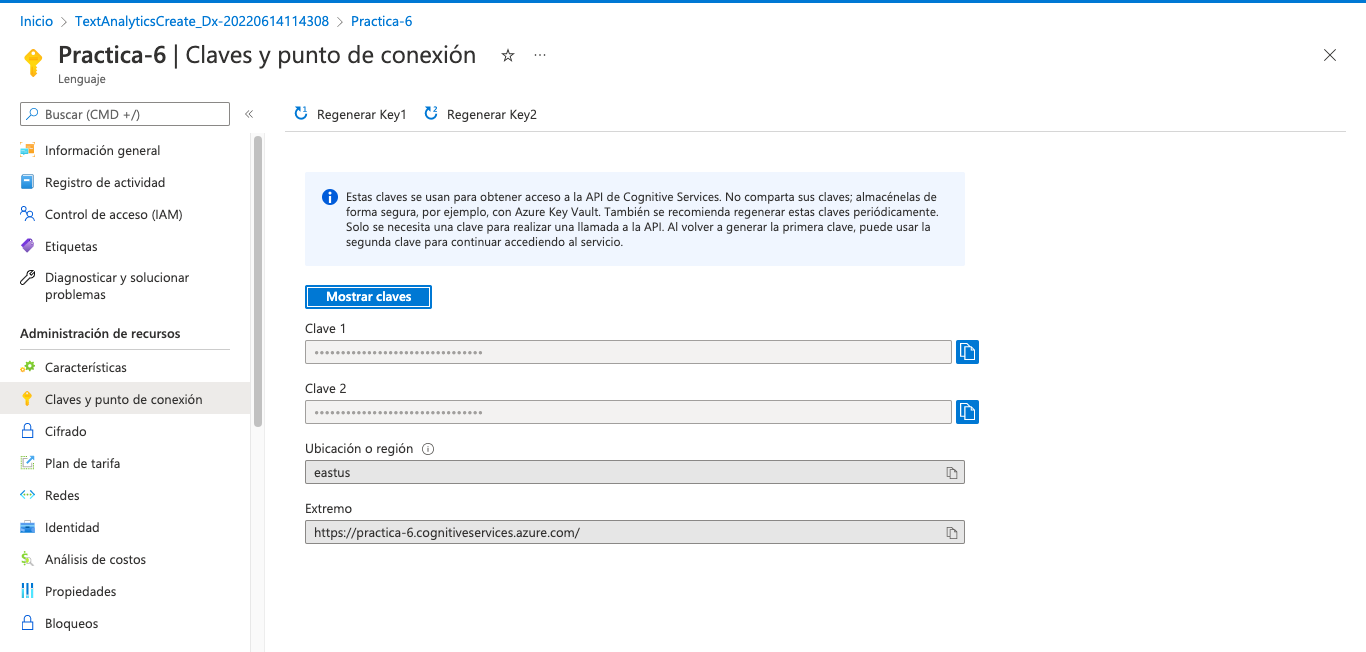 Inicio > TextAnalyticsCreate_Dx-20220614114308 > Practica-6
Practica-6 | Claves y punto de conexión ☆ ···
Lenguaje
Buscar (CMD +/) «
Regenerar Key1 Regenerar Key2
Información general
Registro de actividad
Control de acceso (IAM)
Etiquetas
Diagnosticar y solucionar
problemas
Administración de recursos
Características
Claves y punto de conexión
Cifrado
Plan de tarifa
Redes
Identidad
Análisis de costos
Propiedades
Bloqueos
Estas claves se usan para obtener acceso a la API de Cognitive Services. No comparta sus claves; almacénelas de
forma segura, por ejemplo, con Azure Key Vault. También se recomienda regenerar estas claves periódicamente.
Solo se necesita una clave para realizar una llamada a la API. Al volver a generar la primera clave, puede usar la
segunda clave para continuar accediendo al servicio.
Mostrar claves
Clave 1
••••••••••••••••••••••••••••••••
Clave 2
••••••••••••••••••••••••••••••••
Ubicación o región
eastus
Extremo
https://practica-6.cognitiveservices.azure.com/